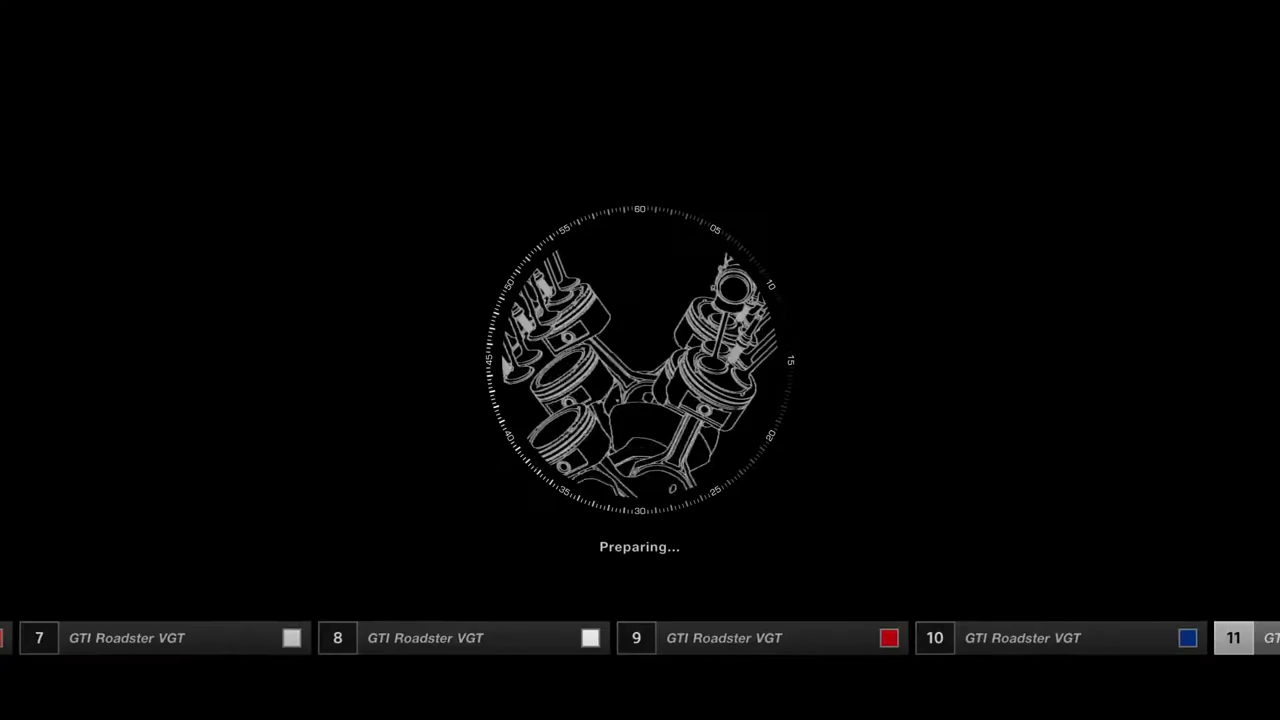 60
55
05
50
10
45
15
40
20
35
25
30
Preparing...
7 GTI Roadster VGT
8 GTI Roadster VGT
9 GTI Roadster VGT
10 GTI Roadster VGT
11 GT